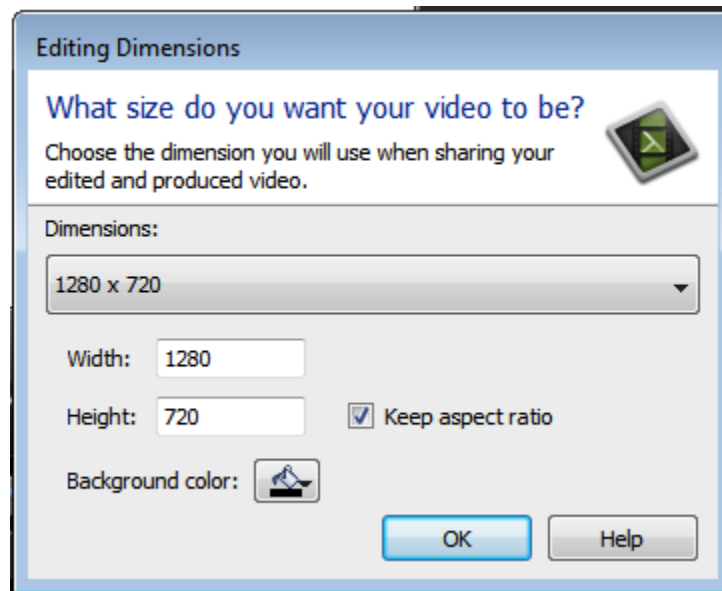 Editing Dimensions
What size do you want your video to be?
Choose the dimension you will use when sharing your
edited and produced video.
Dimensions:
1280 x 720
Width: 1280
Height: 720 Keep aspect ratio
Background color:
OK Help